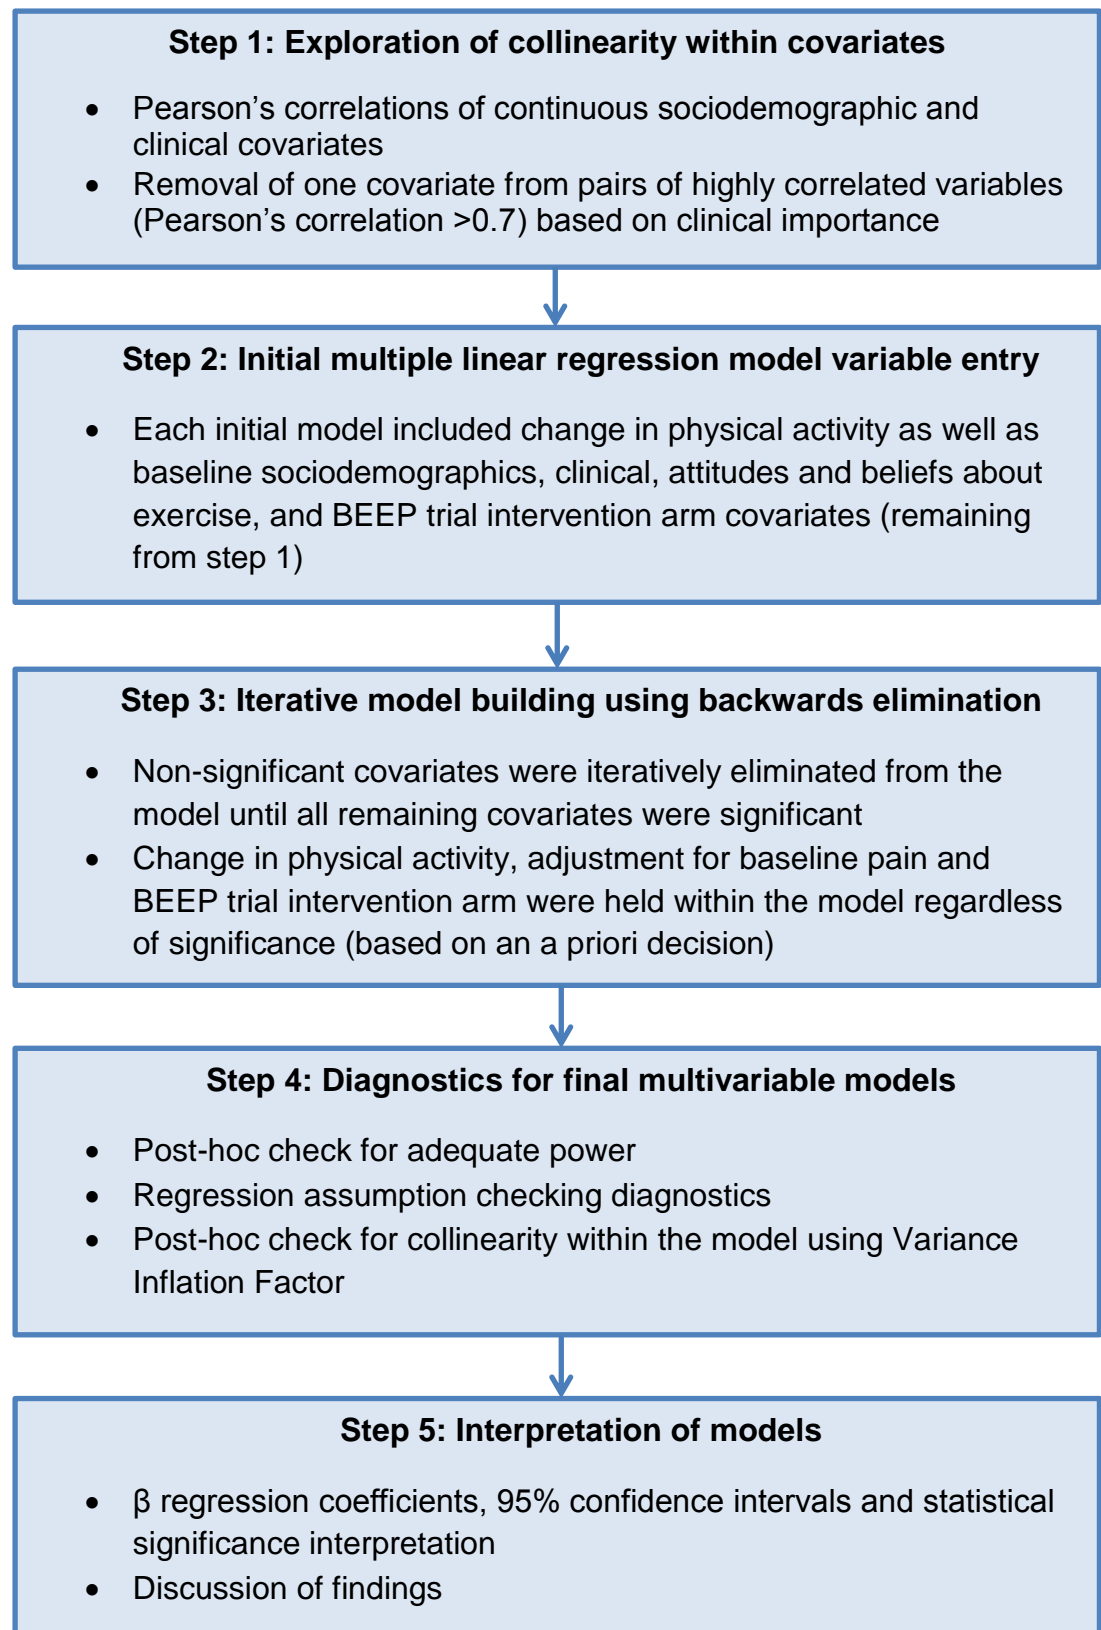 Step 1: Exploration of collinearity within covariates
• Pearson’s correlations of continuous sociodemographic and
clinical covariates
• Removal of one covariate from pairs of highly correlated variables
(Pearson’s correlation >0.7) based on clinical importance
Step 2: Initial multiple linear regression model variable entry
• Each initial model included change in physical activity as well as
baseline sociodemographics, clinical, attitudes and beliefs about
exercise, and BEEP trial intervention arm covariates (remaining
from step 1)
Step 3: Iterative model building using backwards elimination
• Non-significant covariates were iteratively eliminated from the
model until all remaining covariates were significant
• Change in physical activity, adjustment for baseline pain and
BEEP trial intervention arm were held within the model regardless
of significance (based on an a priori decision)
Step 4: Diagnostics for final multivariable models
• Post-hoc check for adequate power
• Regression assumption checking diagnostics
• Post-hoc check for collinearity within the model using Variance
Inflation Factor
Step 5: Interpretation of models
• β regression coefficients, 95% confidence intervals and statistical
significance interpretation
• Discussion of findings